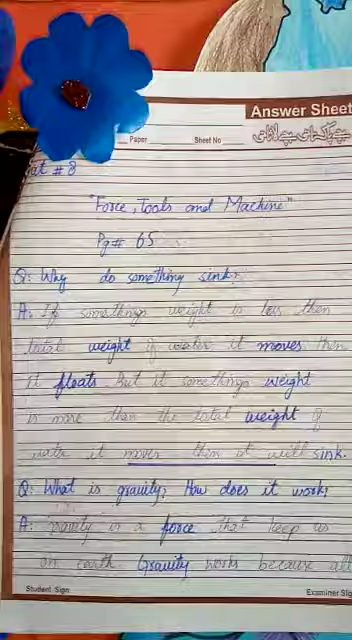 Answer Sheet
Paper Sheet No
at # 8
"Force, Tools and Machine"
Pg# 65
Q: Why do something sink?
A: If somethings weight is less then
total weight of water it moves then
it floats But if somethings weight
is more then the total weight of
water it moves then it will sink.
Q: What is gravity? How does it work?
A: Gravity is a force that keep us
on earth Gravity works because all
Student Sign Examiner Sig